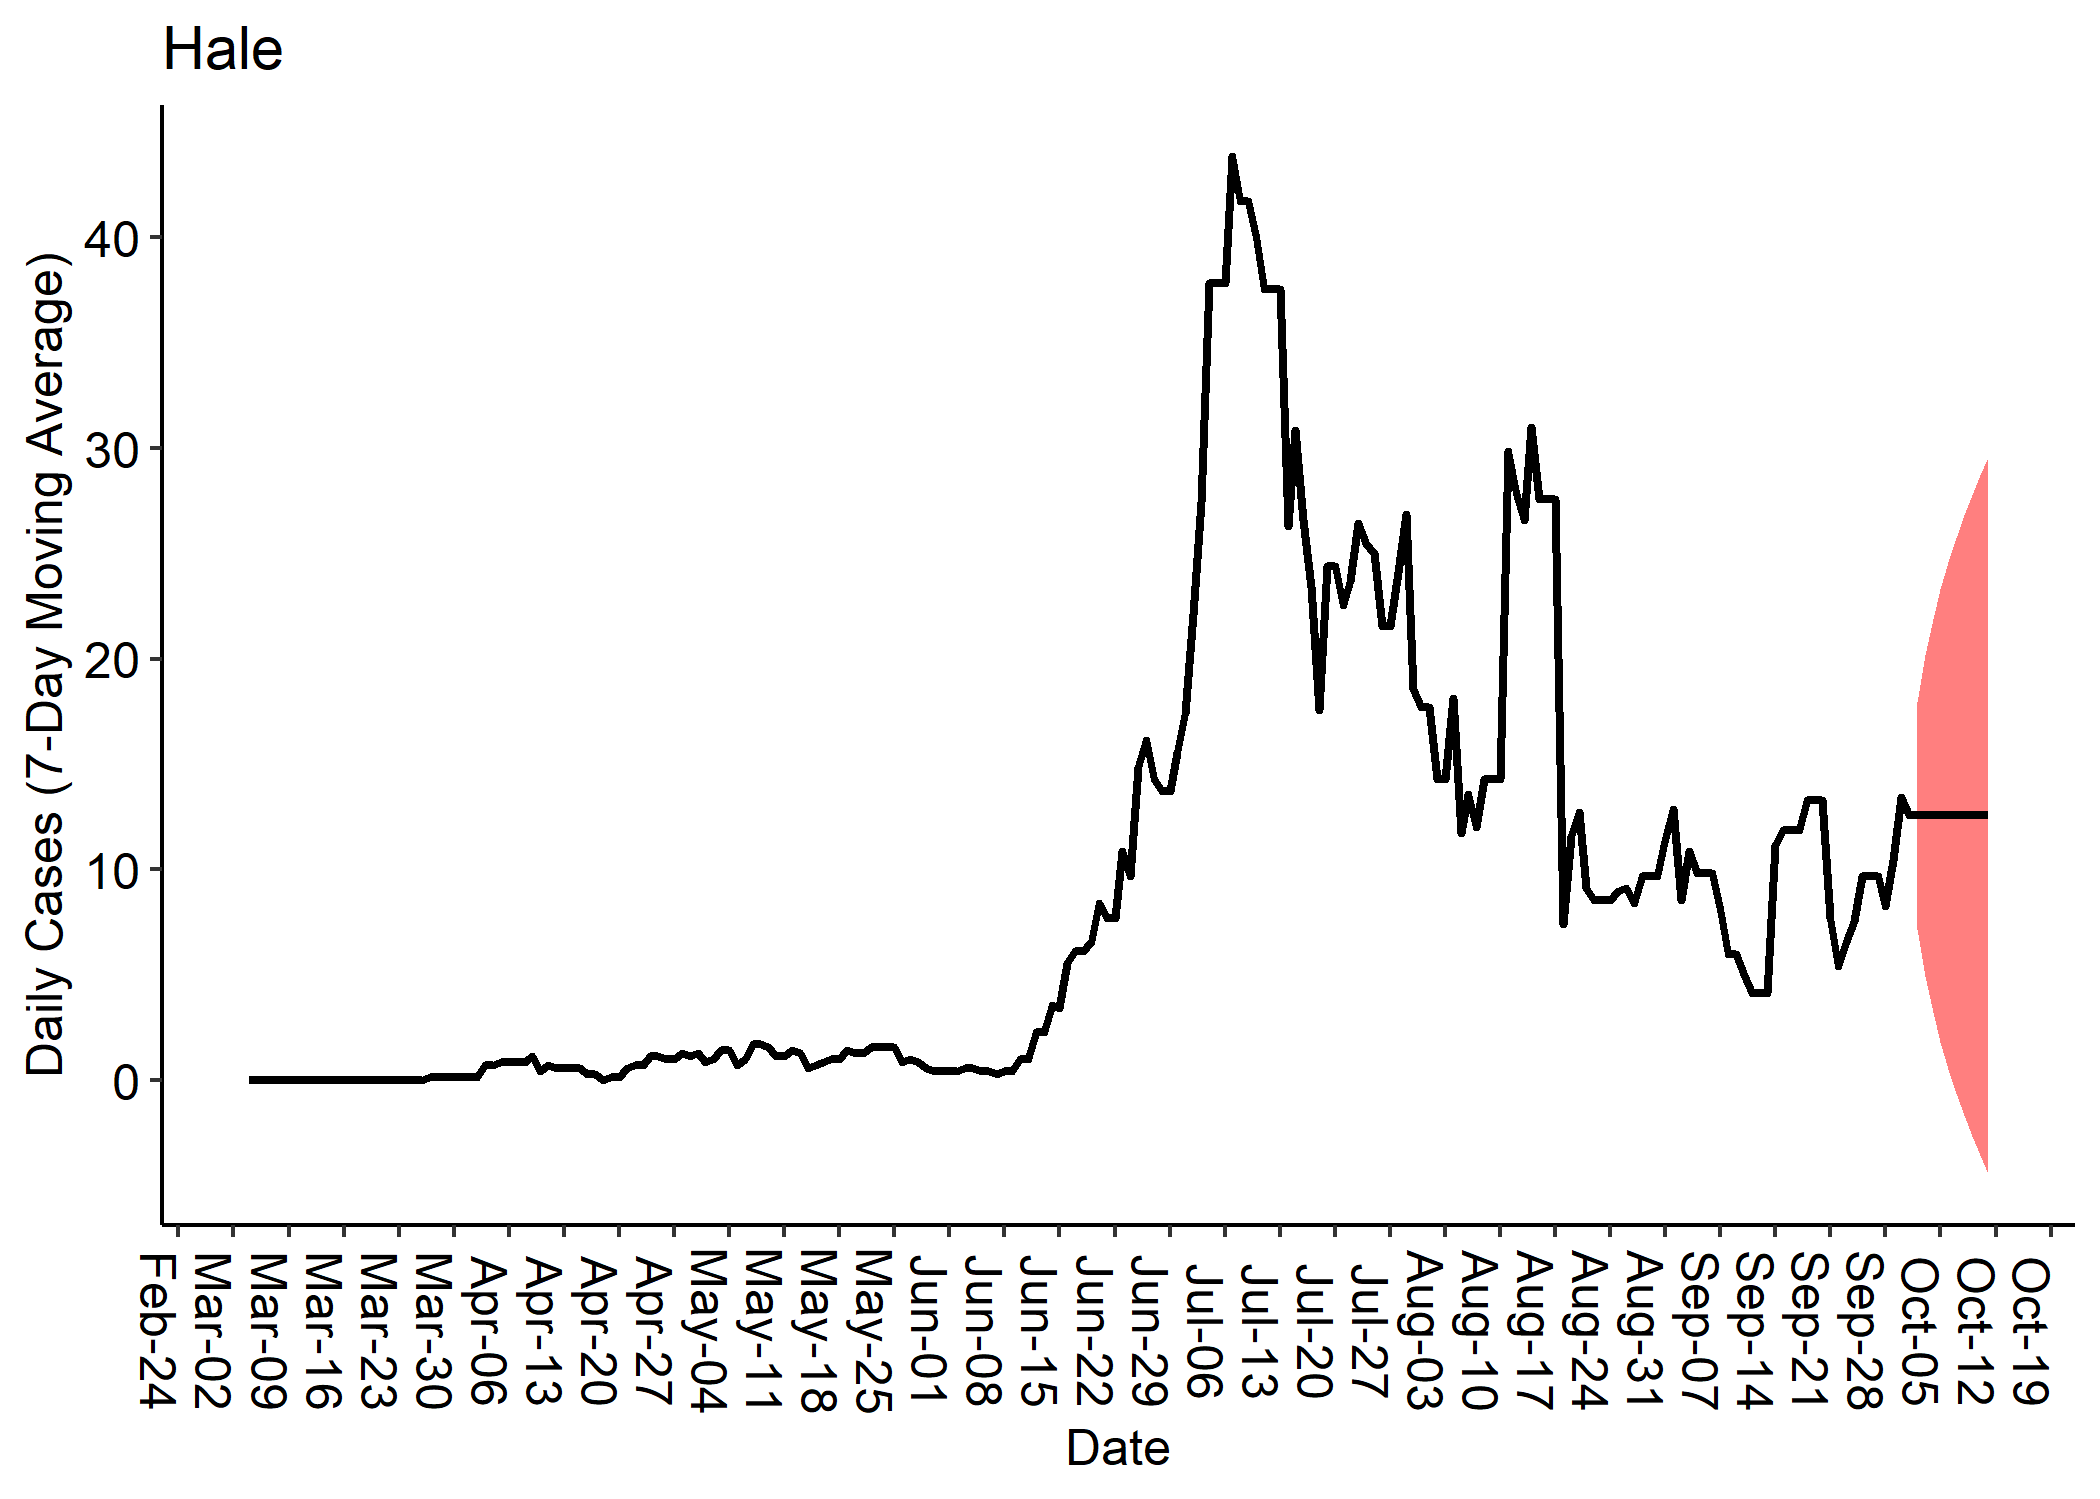 Hale
Daily Cases (7-Day Moving Average)
40
30
20
10
0
Feb-24
Mar-02
Mar-09
Mar-16
Mar-23
Mar-30
Apr-06
Apr-13
Apr-20
Apr-27
May-04
May-11
May-18
May-25
Jun-01
Jun-08
Jun-15
Jun-22
Jun-29
Jul-06
Jul-13
Jul-20
Jul-27
Aug-03
Aug-10
Aug-17
Aug-24
Aug-31
Sep-07
Sep-14
Sep-21
Sep-28
Oct-05
Oct-12
Oct-19
Date